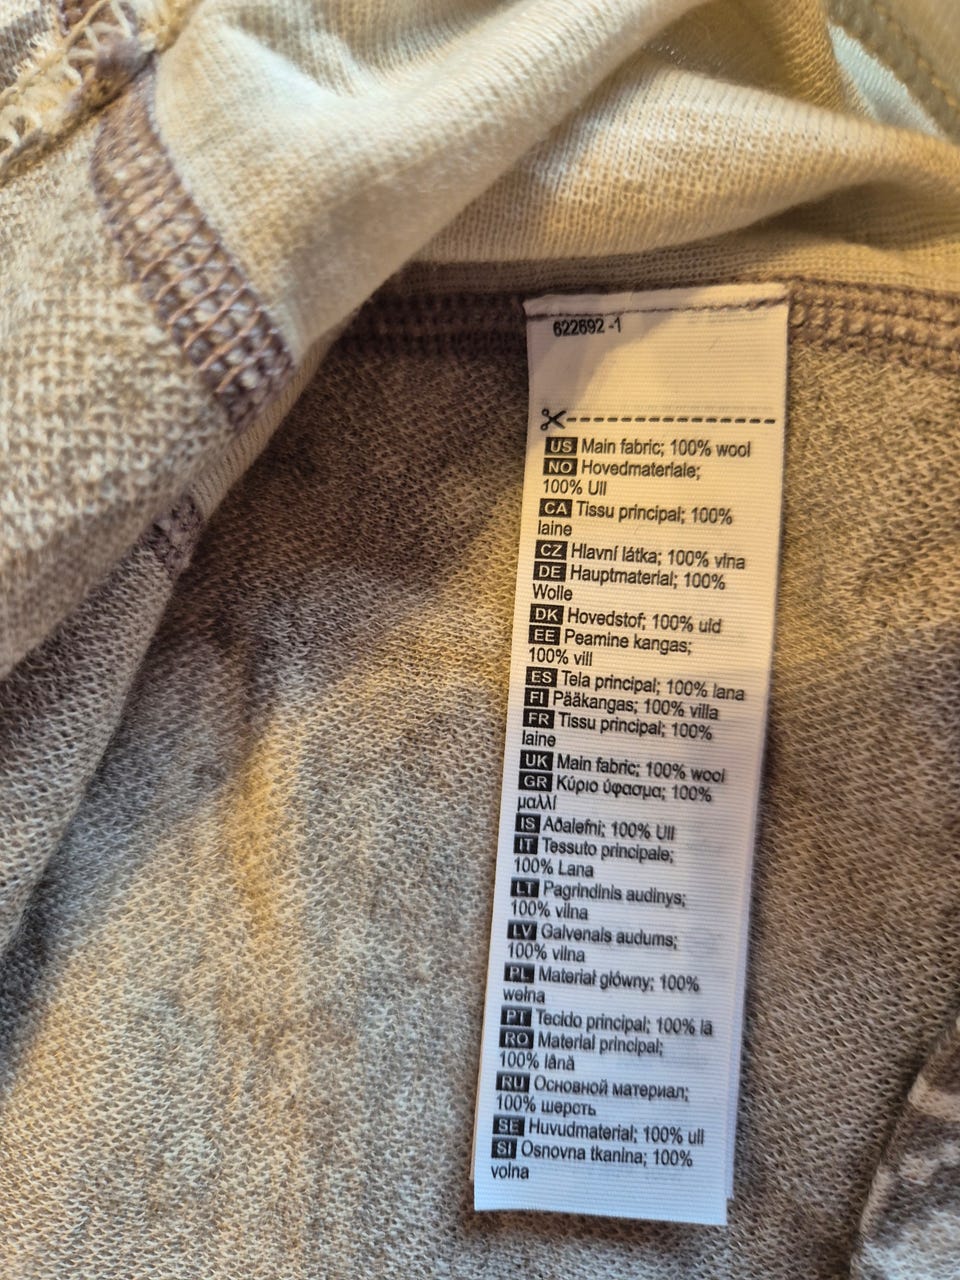 622692 -1
US Main fabric; 100% wool
NO Hovedmateriale;
100% Ull
CA Tissu principal; 100%
laine
CZ Hlavní látka; 100% vlna
DE Hauptmaterial; 100%
Wolle
DK Hovedstof; 100% uld
EE Peamine kangas;
100% vill
ES Tela principal; 100% lana
FI Pääkangas; 100% villa
FR Tissu principal; 100%
laine
UK Main fabric; 100% wool
GR Κύριο ύφασμα; 100%
μαλλί
IS Aðalefni; 100% Ull
IT Tessuto principale;
100% Lana
LT Pagrindinis audinys;
100% vilna
LV Galvenais audums;
100% vilna
PL Materiał główny; 100%
wełna
PT Tecido principal; 100% lã
RO Material principal;
100% lână
RU Основной материал;
100% шерсть
SE Huvudmaterial; 100% ull
SI Osnovna tkanina; 100%
volna